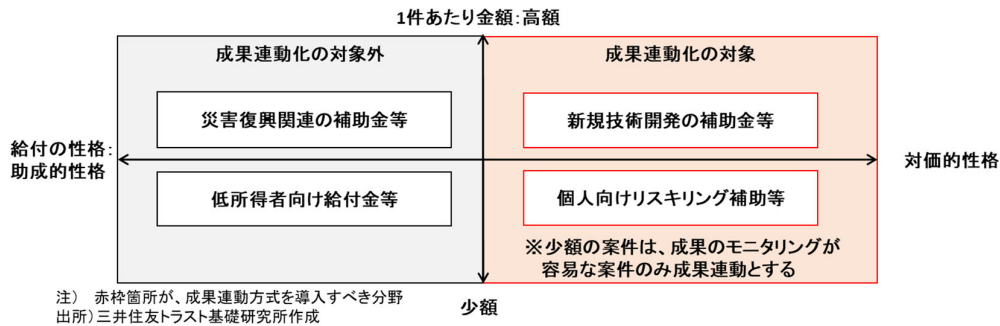 1件あたり金額:高額
成果連動化の対象外
成果連動化の対象
災害復興関連の補助金等
新規技術開発の補助金等
給付の性格:
助成的性格
対価的性格
低所得者向け給付金等
個人向けリスキリング補助等
※少額の案件は、成果のモニタリングが
容易な案件のみ成果連動とする
少額
注) 赤枠箇所が、成果連動方式を導入すべき分野
出所)三井住友トラスト基礎研究所作成